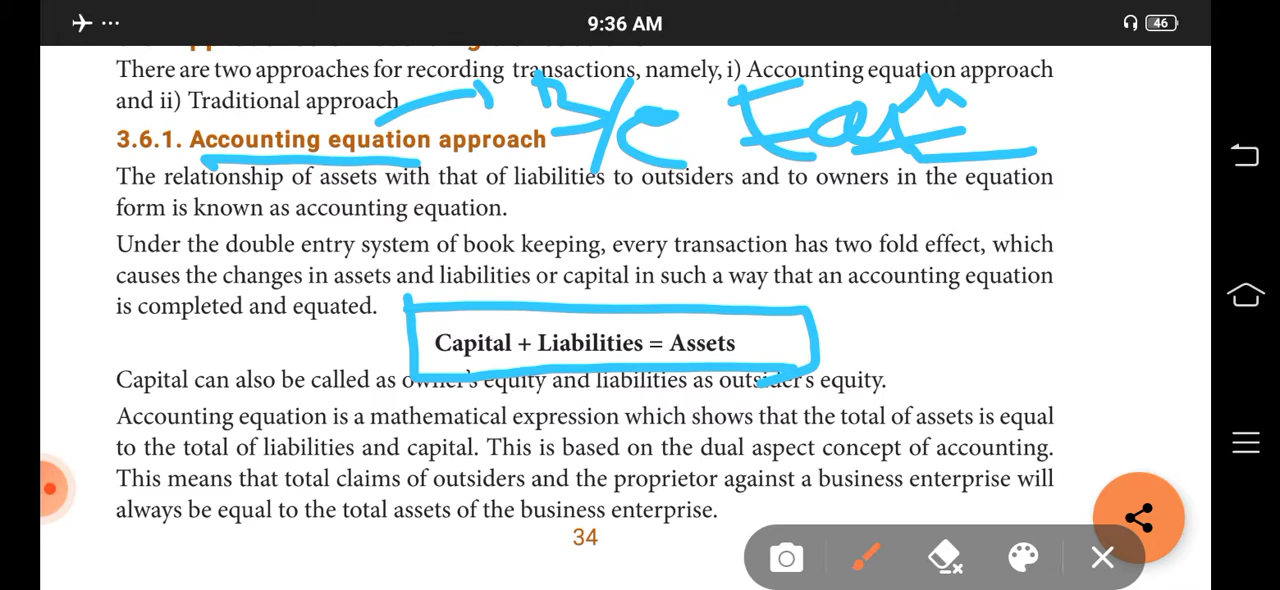 9:36 AM
46
There are two approaches for recording transactions, namely, i) Accounting equation approach
and ii) Traditional approach
3.6.1. Accounting equation approach
The relationship of assets with that of liabilities to outsiders and to owners in the equation
form is known as accounting equation.
Under the double entry system of book keeping, every transaction has two fold effect, which
causes the changes in assets and liabilities or capital in such a way that an accounting equation
is completed and equated.
Capital + Liabilities = Assets
Capital can also be called as owner's equity and liabilities as outsider's equity.
Accounting equation is a mathematical expression which shows that the total of assets is equal
to the total of liabilities and capital. This is based on the dual aspect concept of accounting.
This means that total claims of outsiders and the proprietor against a business enterprise will
always be equal to the total assets of the business enterprise.
34